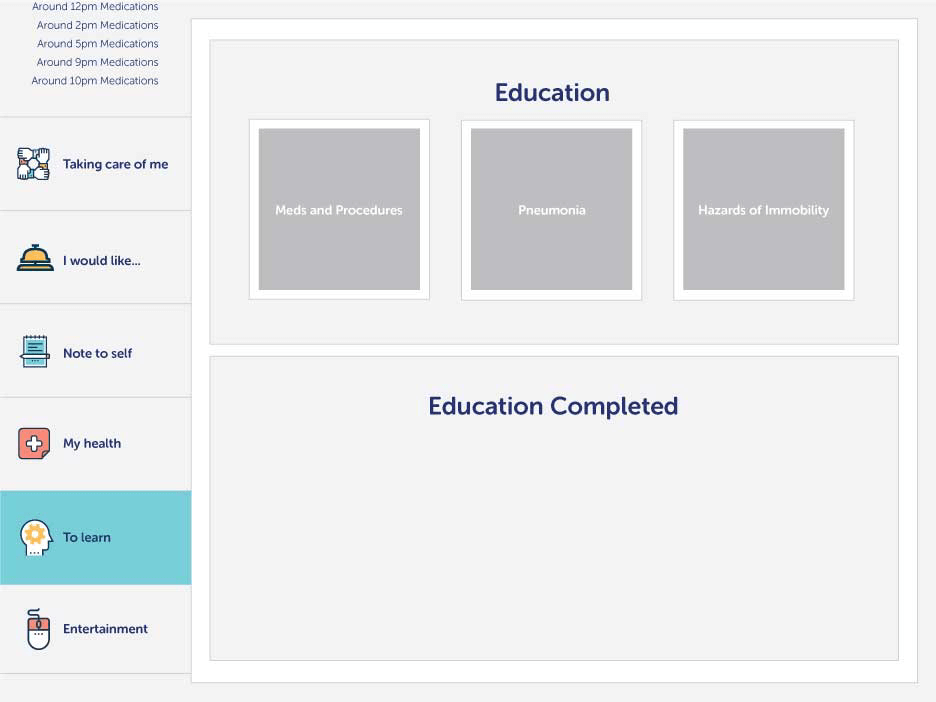 Around 12pm Medications
Around 2pm Medications
Around 5pm Medications
Around 9pm Medications
Around 10pm Medications
Taking care of me
I would like...
Note to self
My health
To learn
Entertainment
Education
Meds and Procedures
Pneumonia
Hazards of Immobility
Education Completed